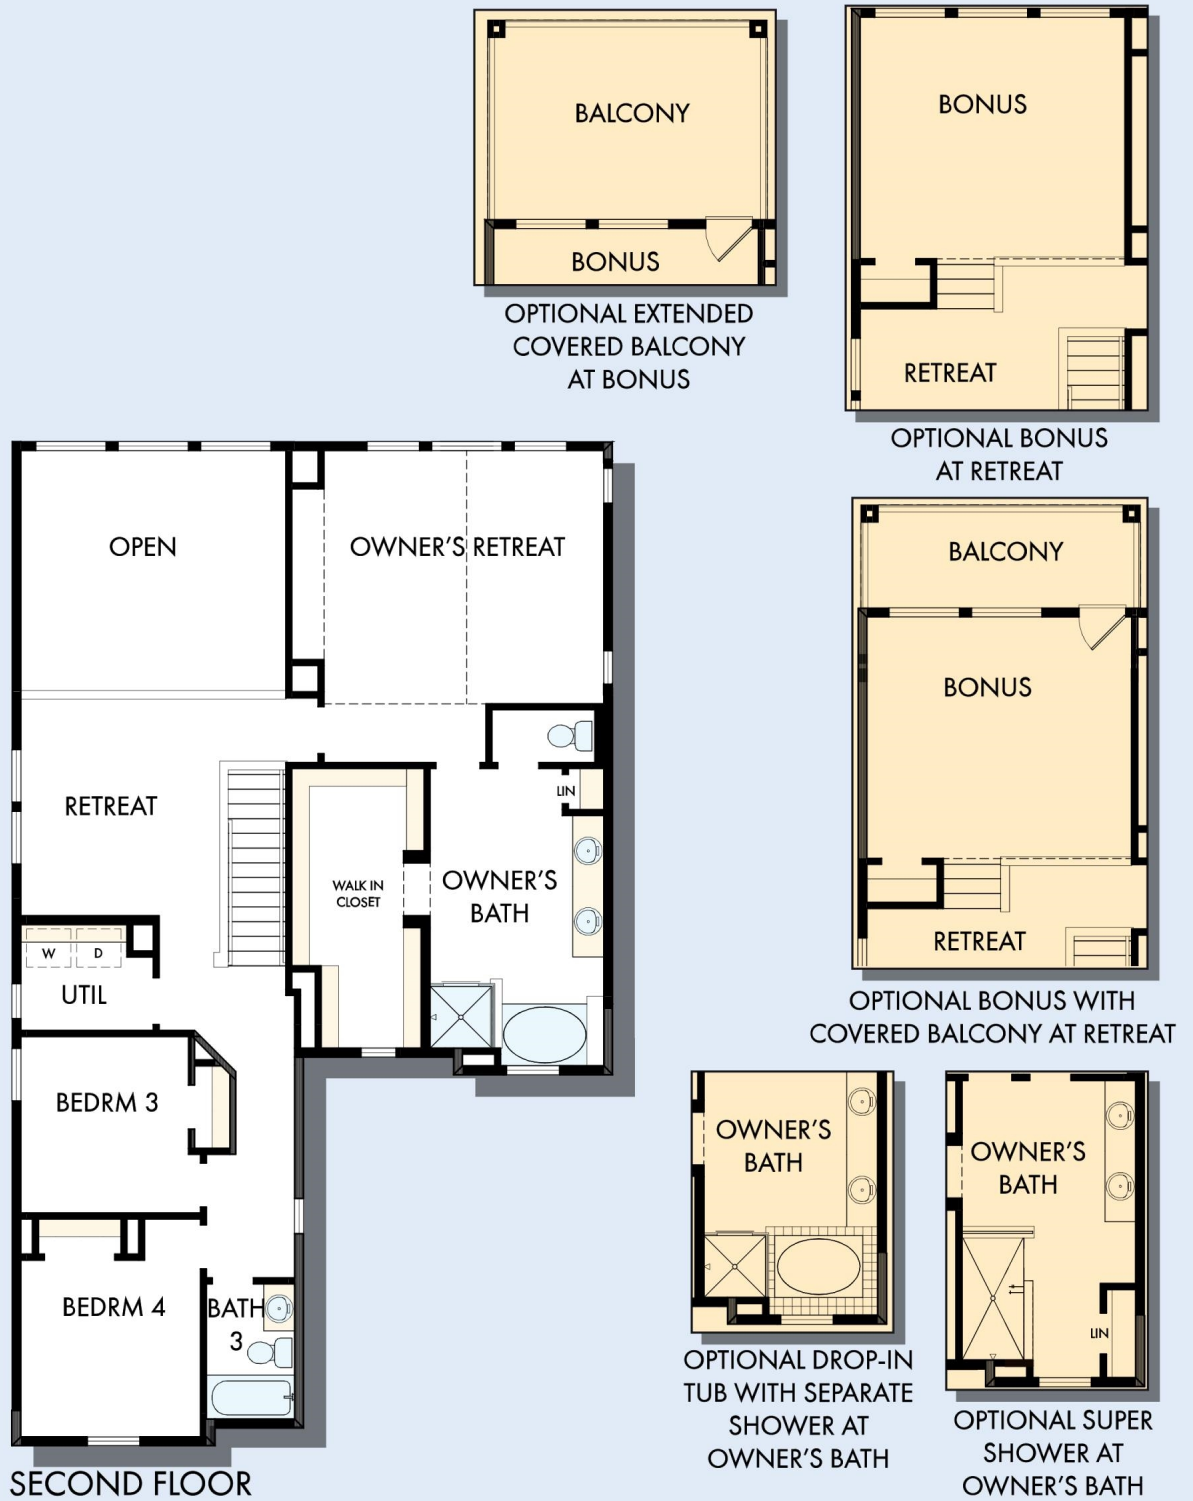 BALCONY
BONUS
OPTIONAL EXTENDED
COVERED BALCONY
AT BONUS
BONUS
RETREAT
OPTIONAL BONUS
AT RETREAT
OPEN
OWNER'S RETREAT
RETREAT
LIN
WALK IN
CLOSET
OWNER'S
BATH
W
D
UTIL
BEDRM 3
BEDRM 4
BATH
3
SECOND FLOOR
BALCONY
BONUS
RETREAT
OPTIONAL BONUS WITH
COVERED BALCONY AT RETREAT
OWNER'S
BATH
OPTIONAL DROP-IN
TUB WITH SEPARATE
SHOWER AT
OWNER'S BATH
OWNER'S
BATH
LIN
OPTIONAL SUPER
SHOWER AT
OWNER'S BATH